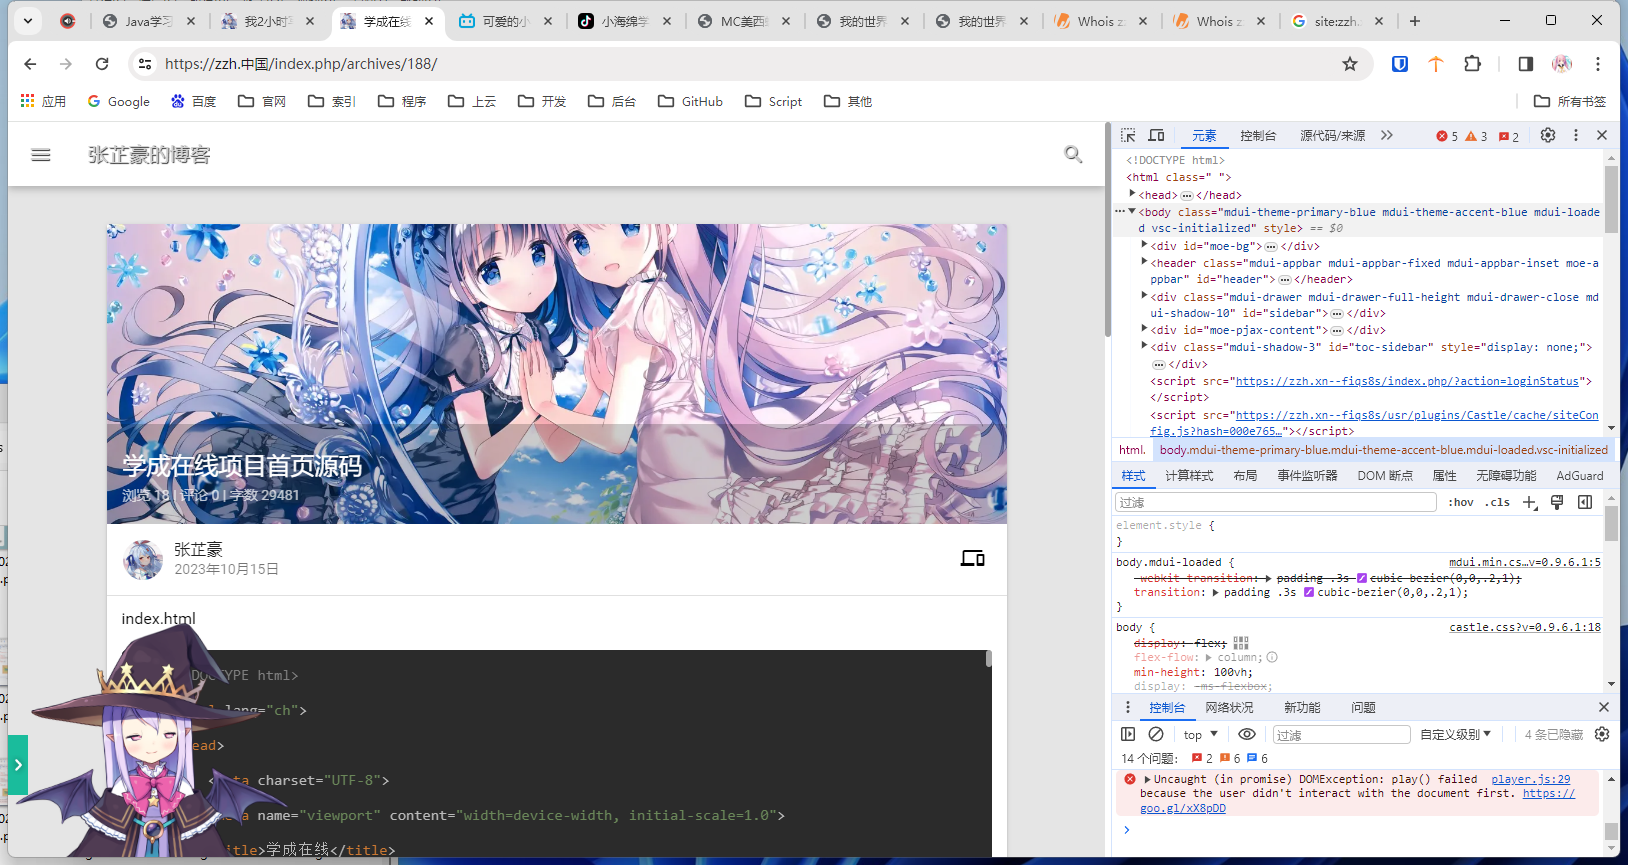 Java学习
我2小时
学成在线
可爱的小
小海绵学
MC美西
我的世界
我的世界
Whois z
Whois z
site:zzh.
https://zzh.中国/index.php/archives/188/
应用
Google
百度
官网
索引
程序
上云
开发
后台
GitHub
Script
其他
所有书签
张芷豪的博客
学成在线项目首页源码
浏览 18 | 评论 0 | 字数 29481
张芷豪
2023年10月15日
index.html
DOCTYPE html>
lang="ch">
ead>
ta charset="UTF-8">
ta name="viewport" content="width=device-width, initial-scale=1.0">
itle>学成在线</title>
元素 控制台 源代码/来源 5 3 2
<!DOCTYPE html>
<html class=" ">
<head>…</head>
<body class="mdui-theme-primary-blue mdui-theme-accent-blue mdui-loade
d vsc-initialized" style> == $0
<div id="moe-bg">…</div>
<header class="mdui-appbar mdui-appbar-fixed mdui-appbar-inset moe-a
ppbar" id="header">…</header>
<div class="mdui-drawer mdui-drawer-full-height mdui-drawer-close md
ui-shadow-10" id="sidebar">…</div>
<div id="moe-pjax-content">…</div>
<div class="mdui-shadow-3" id="toc-sidebar" style="display: none;">
…</div>
<script src="https://zzh.xn--fiqs8s/index.php/?action=loginStatus">
</script>
<script src="https://zzh.xn--fiqs8s/usr/plugins/Castle/cache/siteCon
fig.js?hash=000e765…"></script>
html. body.mdui-theme-primary-blue.mdui-theme-accent-blue.mdui-loaded.vsc-initialized
样式 计算样式 布局 事件监听器 DOM 断点 属性 无障碍功能 AdGuard
过滤 :hov .cls
element.style {
}
body.mdui-loaded { mdui.min.cs…v=0.9.6.1:5
-webkit-transition: padding .3s cubic-bezier(0,0,.2,1);
transition: padding .3s cubic-bezier(0,0,.2,1);
}
body { castle.css?v=0.9.6.1:18
display: flex;
flex-flow: column;
min-height: 100vh;
display: -ms-flexbox;
控制台 网络状况 新功能 问题
top 过滤 自定义级别 4 条已隐藏
14 个问题: 2 6 6
Uncaught (in promise) DOMException: play() failed player.js:29
because the user didn't interact with the document first. https://
goo.gl/xX8pDD